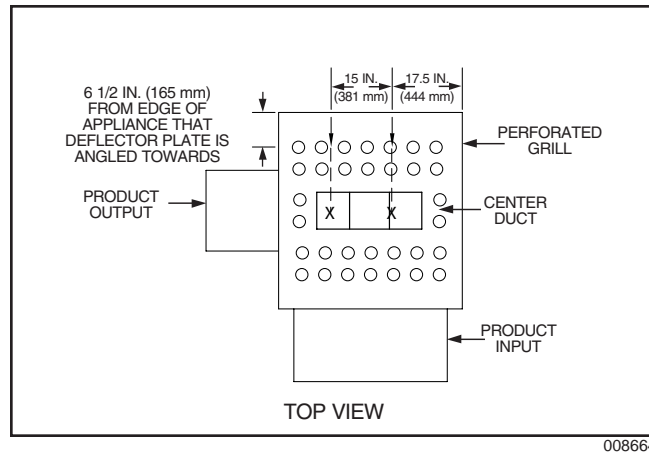 15 IN.
(381 mm)
17.5 IN.
(444 mm)
6 1/2 IN. (165 mm)
FROM EDGE OF
APPLIANCE THAT
DEFLECTOR PLATE IS
ANGLED TOWARDS
PERFORATED
GRILL
PRODUCT
OUTPUT
X X
CENTER
DUCT
PRODUCT
INPUT
TOP VIEW